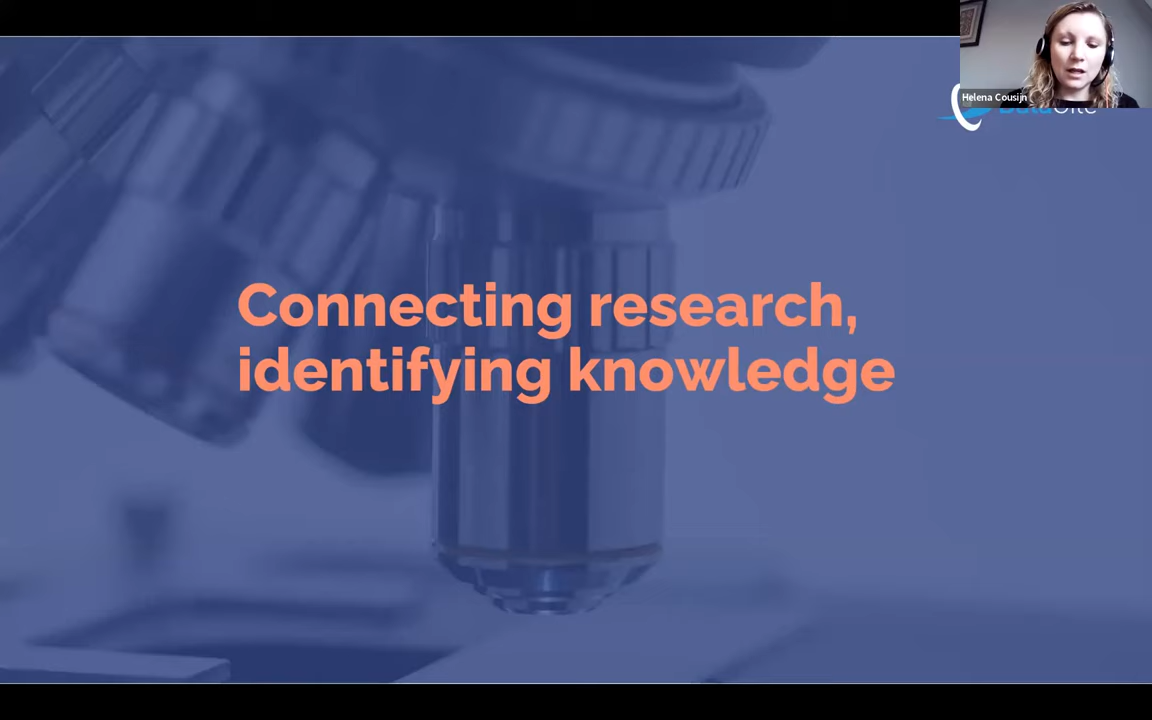 Helena Cousijn
Connecting research,
identifying knowledge